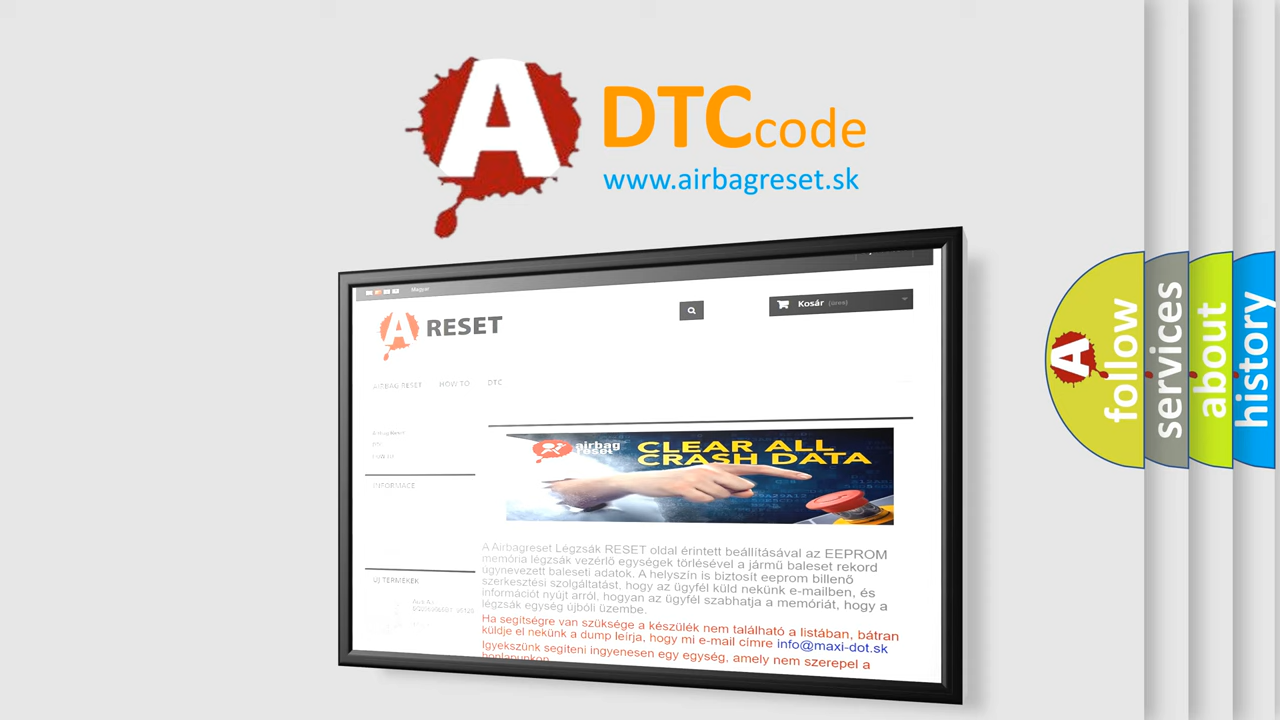 A DTCcode
www.airbagreset.sk
Magyar
Kosár (üres)
A RESET
AIRBAG RESET HOW TO DTC
airbag
reset
CLEAR ALL
CRASH DATA
INFORMACE
ÚJ TERMÉKEK
A Airbagreset Légzsák RESET oldal érintett beállításával az EEPROM
memória légzsák vezérlő egységek törlésével a jármű baleset rekord
úgynevezett baleseti adatok. A helyszín is biztosít eeprom billenő
szerkesztési szolgáltatást, hogy az ügyfél küld nekünk e-mailben, és
információt nyújt arról, hogyan az ügyfél szabhatja a memóriát, hogy a
légzsák egység újbóli üzembe.
Ha segítségre van szüksége a készülék nem található a listában, bátran
küldje el nekünk a dump leírja, hogy mi e-mail címre info@maxi-dot.sk
Igyekszünk segíteni ingyenesen egy egység, amely nem szerepel a
honlapunkon
A
follow
services
about
history